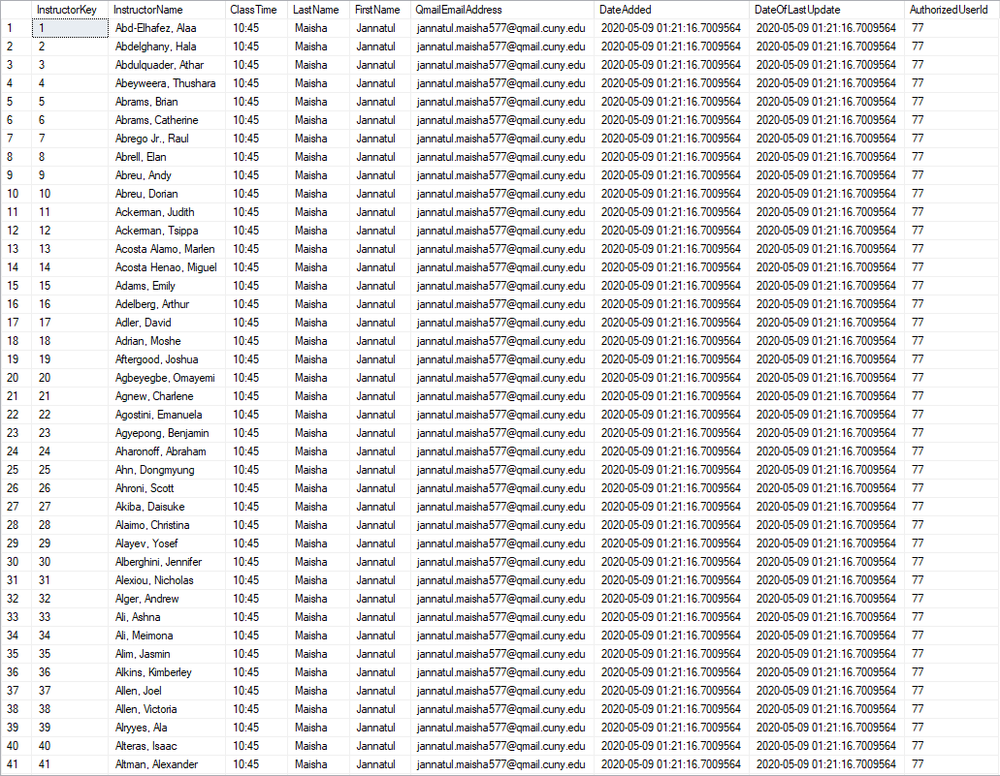 InstructorKey InstructorName ClassTime LastName FirstName QmailEmailAddress DateAdded DateOfLastUpdate AuthorizedUserId
1 1 Abd-Elhafez, Alaa 10:45 Maisha Jannatul jannatul.maisha577@qmail.cuny.edu 2020-05-09 01:21:16.7009564 2020-05-09 01:21:16.7009564 77
2 2 Abdelghany, Hala 10:45 Maisha Jannatul jannatul.maisha577@qmail.cuny.edu 2020-05-09 01:21:16.7009564 2020-05-09 01:21:16.7009564 77
3 3 Abdulquader, Athar 10:45 Maisha Jannatul jannatul.maisha577@qmail.cuny.edu 2020-05-09 01:21:16.7009564 2020-05-09 01:21:16.7009564 77
4 4 Abeyweera, Thushara 10:45 Maisha Jannatul jannatul.maisha577@qmail.cuny.edu 2020-05-09 01:21:16.7009564 2020-05-09 01:21:16.7009564 77
5 5 Abrams, Brian 10:45 Maisha Jannatul jannatul.maisha577@qmail.cuny.edu 2020-05-09 01:21:16.7009564 2020-05-09 01:21:16.7009564 77
6 6 Abrams, Catherine 10:45 Maisha Jannatul jannatul.maisha577@qmail.cuny.edu 2020-05-09 01:21:16.7009564 2020-05-09 01:21:16.7009564 77
7 7 Abrego Jr., Raul 10:45 Maisha Jannatul jannatul.maisha577@qmail.cuny.edu 2020-05-09 01:21:16.7009564 2020-05-09 01:21:16.7009564 77
8 8 Abrell, Elan 10:45 Maisha Jannatul jannatul.maisha577@qmail.cuny.edu 2020-05-09 01:21:16.7009564 2020-05-09 01:21:16.7009564 77
9 9 Abreu, Andy 10:45 Maisha Jannatul jannatul.maisha577@qmail.cuny.edu 2020-05-09 01:21:16.7009564 2020-05-09 01:21:16.7009564 77
10 10 Abreu, Dorian 10:45 Maisha Jannatul jannatul.maisha577@qmail.cuny.edu 2020-05-09 01:21:16.7009564 2020-05-09 01:21:16.7009564 77
11 11 Ackerman, Judith 10:45 Maisha Jannatul jannatul.maisha577@qmail.cuny.edu 2020-05-09 01:21:16.7009564 2020-05-09 01:21:16.7009564 77
12 12 Ackerman, Tsippa 10:45 Maisha Jannatul jannatul.maisha577@qmail.cuny.edu 2020-05-09 01:21:16.7009564 2020-05-09 01:21:16.7009564 77
13 13 Acosta Alamo, Marlen 10:45 Maisha Jannatul jannatul.maisha577@qmail.cuny.edu 2020-05-09 01:21:16.7009564 2020-05-09 01:21:16.7009564 77
14 14 Acosta Henao, Miguel 10:45 Maisha Jannatul jannatul.maisha577@qmail.cuny.edu 2020-05-09 01:21:16.7009564 2020-05-09 01:21:16.7009564 77
15 15 Adams, Emily 10:45 Maisha Jannatul jannatul.maisha577@qmail.cuny.edu 2020-05-09 01:21:16.7009564 2020-05-09 01:21:16.7009564 77
16 16 Adelberg, Arthur 10:45 Maisha Jannatul jannatul.maisha577@qmail.cuny.edu 2020-05-09 01:21:16.7009564 2020-05-09 01:21:16.7009564 77
17 17 Adler, David 10:45 Maisha Jannatul jannatul.maisha577@qmail.cuny.edu 2020-05-09 01:21:16.7009564 2020-05-09 01:21:16.7009564 77
18 18 Adrian, Moshe 10:45 Maisha Jannatul jannatul.maisha577@qmail.cuny.edu 2020-05-09 01:21:16.7009564 2020-05-09 01:21:16.7009564 77
19 19 Aftergood, Joshua 10:45 Maisha Jannatul jannatul.maisha577@qmail.cuny.edu 2020-05-09 01:21:16.7009564 2020-05-09 01:21:16.7009564 77
20 20 Agbeyegbe, Omayemi 10:45 Maisha Jannatul jannatul.maisha577@qmail.cuny.edu 2020-05-09 01:21:16.7009564 2020-05-09 01:21:16.7009564 77
21 21 Agnew, Charlene 10:45 Maisha Jannatul jannatul.maisha577@qmail.cuny.edu 2020-05-09 01:21:16.7009564 2020-05-09 01:21:16.7009564 77
22 22 Agostini, Emanuela 10:45 Maisha Jannatul jannatul.maisha577@qmail.cuny.edu 2020-05-09 01:21:16.7009564 2020-05-09 01:21:16.7009564 77
23 23 Agyepong, Benjamin 10:45 Maisha Jannatul jannatul.maisha577@qmail.cuny.edu 2020-05-09 01:21:16.7009564 2020-05-09 01:21:16.7009564 77
24 24 Aharonoff, Abraham 10:45 Maisha Jannatul jannatul.maisha577@qmail.cuny.edu 2020-05-09 01:21:16.7009564 2020-05-09 01:21:16.7009564 77
25 25 Ahn, Dongmyung 10:45 Maisha Jannatul jannatul.maisha577@qmail.cuny.edu 2020-05-09 01:21:16.7009564 2020-05-09 01:21:16.7009564 77
26 26 Ahroni, Scott 10:45 Maisha Jannatul jannatul.maisha577@qmail.cuny.edu 2020-05-09 01:21:16.7009564 2020-05-09 01:21:16.7009564 77
27 27 Akiba, Daisuke 10:45 Maisha Jannatul jannatul.maisha577@qmail.cuny.edu 2020-05-09 01:21:16.7009564 2020-05-09 01:21:16.7009564 77
28 28 Alaimo, Christina 10:45 Maisha Jannatul jannatul.maisha577@qmail.cuny.edu 2020-05-09 01:21:16.7009564 2020-05-09 01:21:16.7009564 77
29 29 Alayev, Yosef 10:45 Maisha Jannatul jannatul.maisha577@qmail.cuny.edu 2020-05-09 01:21:16.7009564 2020-05-09 01:21:16.7009564 77
30 30 Alberghini, Jennifer 10:45 Maisha Jannatul jannatul.maisha577@qmail.cuny.edu 2020-05-09 01:21:16.7009564 2020-05-09 01:21:16.7009564 77
31 31 Alexiou, Nicholas 10:45 Maisha Jannatul jannatul.maisha577@qmail.cuny.edu 2020-05-09 01:21:16.7009564 2020-05-09 01:21:16.7009564 77
32 32 Alger, Andrew 10:45 Maisha Jannatul jannatul.maisha577@qmail.cuny.edu 2020-05-09 01:21:16.7009564 2020-05-09 01:21:16.7009564 77
33 33 Ali, Ashna 10:45 Maisha Jannatul jannatul.maisha577@qmail.cuny.edu 2020-05-09 01:21:16.7009564 2020-05-09 01:21:16.7009564 77
34 34 Ali, Meimona 10:45 Maisha Jannatul jannatul.maisha577@qmail.cuny.edu 2020-05-09 01:21:16.7009564 2020-05-09 01:21:16.7009564 77
35 35 Alim, Jasmin 10:45 Maisha Jannatul jannatul.maisha577@qmail.cuny.edu 2020-05-09 01:21:16.7009564 2020-05-09 01:21:16.7009564 77
36 36 Alkins, Kimberley 10:45 Maisha Jannatul jannatul.maisha577@qmail.cuny.edu 2020-05-09 01:21:16.7009564 2020-05-09 01:21:16.7009564 77
37 37 Allen, Joel 10:45 Maisha Jannatul jannatul.maisha577@qmail.cuny.edu 2020-05-09 01:21:16.7009564 2020-05-09 01:21:16.7009564 77
38 38 Allen, Victoria 10:45 Maisha Jannatul jannatul.maisha577@qmail.cuny.edu 2020-05-09 01:21:16.7009564 2020-05-09 01:21:16.7009564 77
39 39 Alryyes, Ala 10:45 Maisha Jannatul jannatul.maisha577@qmail.cuny.edu 2020-05-09 01:21:16.7009564 2020-05-09 01:21:16.7009564 77
40 40 Alteras, Isaac 10:45 Maisha Jannatul jannatul.maisha577@qmail.cuny.edu 2020-05-09 01:21:16.7009564 2020-05-09 01:21:16.7009564 77
41 41 Altman, Alexander 10:45 Maisha Jannatul jannatul.maisha577@qmail.cuny.edu 2020-05-09 01:21:16.7009564 2020-05-09 01:21:16.7009564 77